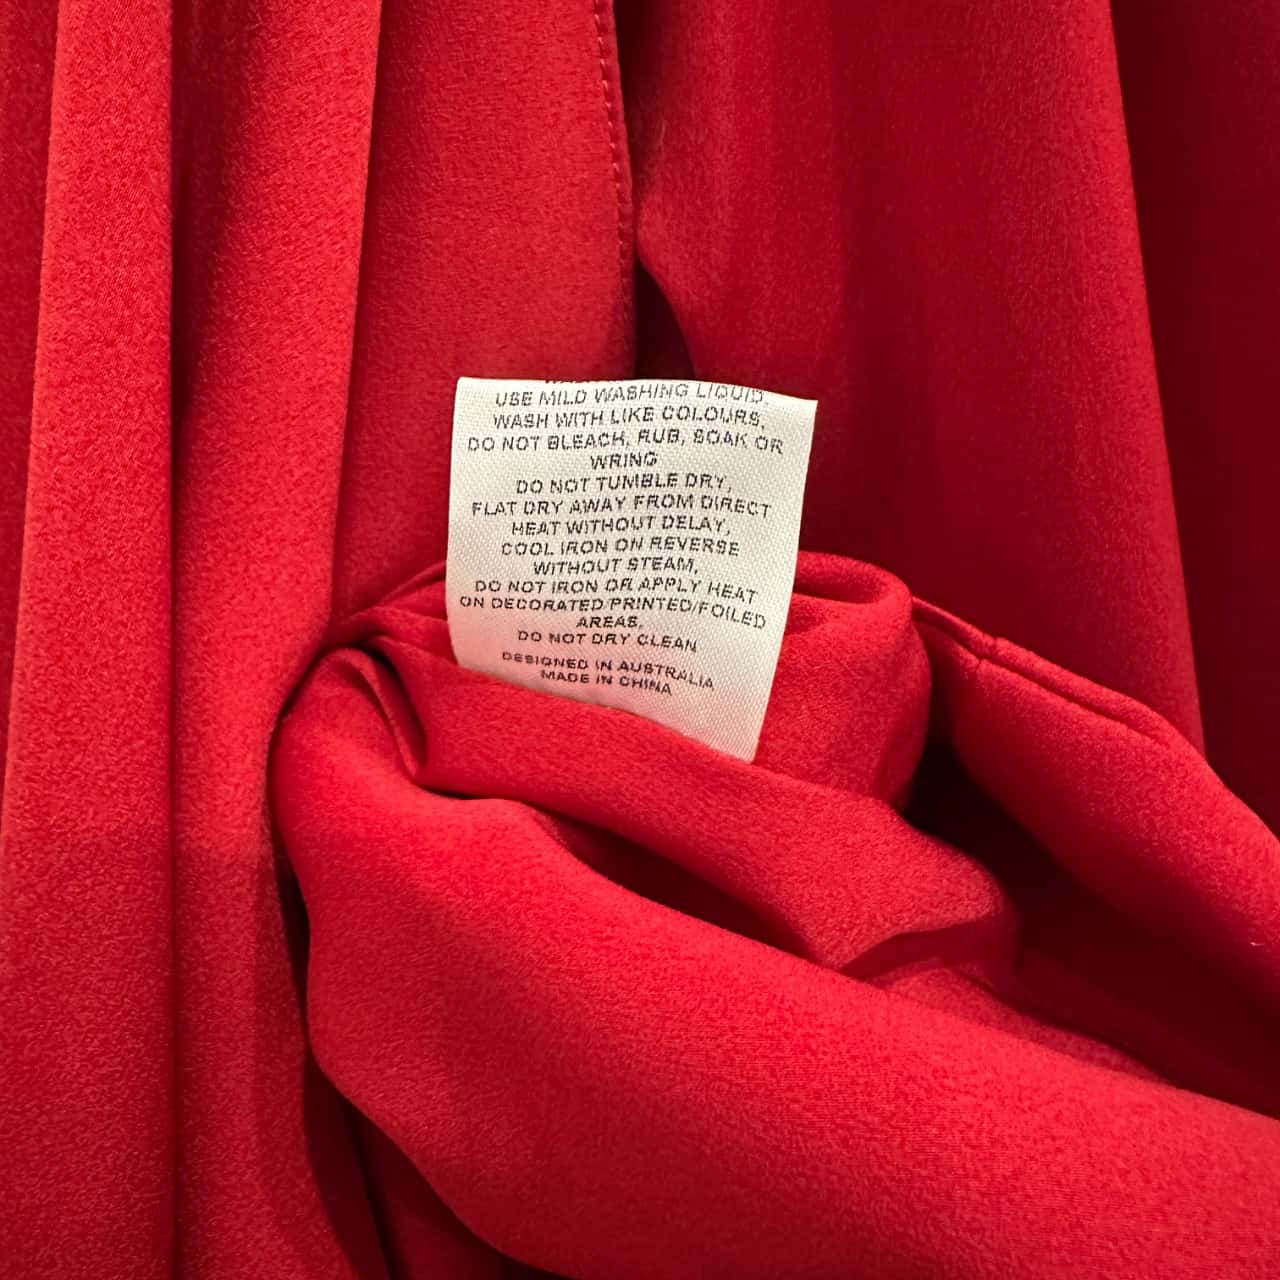 USE MILD WASHING LIQUID,
WASH WITH LIKE COLOURS,
DO NOT BLEACH, RUB, SOAK OR
WRING
DO NOT TUMBLE DRY,
FLAT DRY AWAY FROM DIRECT
HEAT WITHOUT DELAY,
COOL IRON ON REVERSE
WITHOUT STEAM,
DO NOT IRON OR APPLY HEAT
ON DECORATED/PRINTED/FOILED
AREAS,
DO NOT DRY CLEAN
DESIGNED IN AUSTRALIA
MADE IN CHINA